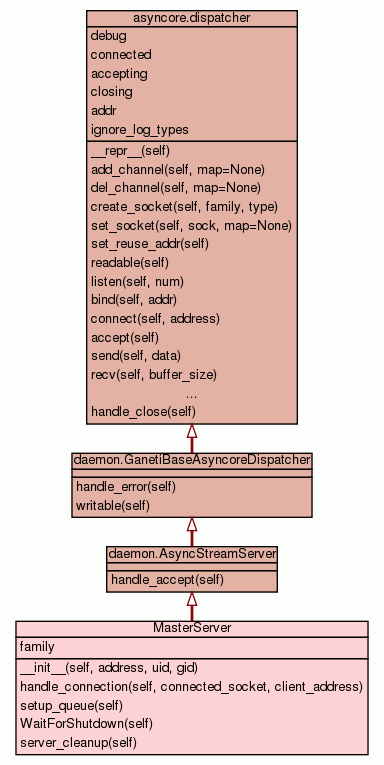 asyncore.dispatcher
debug
connected
accepting
closing
addr
ignore_log_types
__repr__(self)
add_channel(self, map=None)
del_channel(self, map=None)
create_socket(self, family, type)
set_socket(self, sock, map=None)
set_reuse_addr(self)
readable(self)
listen(self, num)
bind(self, addr)
connect(self, address)
accept(self)
send(self, data)
recv(self, buffer_size)
...
handle_close(self)
daemon.GanetiBaseAsyncoreDispatcher
handle_error(self)
writable(self)
daemon.AsyncStreamServer
handle_accept(self)
MasterServer
family
__init__(self, address, uid, gid)
handle_connection(self, connected_socket, client_address)
setup_queue(self)
WaitForShutdown(self)
server_cleanup(self)